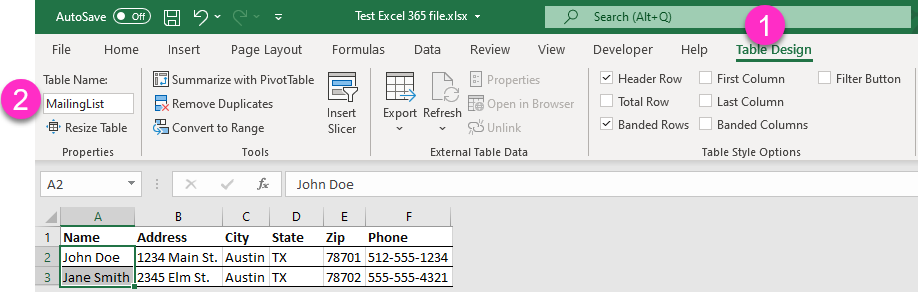 AutoSave Off Test Excel 365 file.xlsx Search (Alt+Q)
1
File Home Insert Page Layout Formulas Data Review View Developer Help Table Design
2
Table Name:
MailingList
Resize Table
Properties
Summarize with PivotTable
Remove Duplicates
Convert to Range
Insert
Slicer
Tools
Export
Refresh
Properties
Open in Browser
Unlink
External Table Data
Header Row First Column Filter Button
Total Row Last Column
Banded Rows Banded Columns
Table Style Options
A2 fx John Doe
A B C D E F
1 Name Address City State Zip Phone
2 John Doe 1234 Main St. Austin TX 78701 512-555-1234
3 Jane Smith 2345 Elm St. Austin TX 78702 555-555-4321